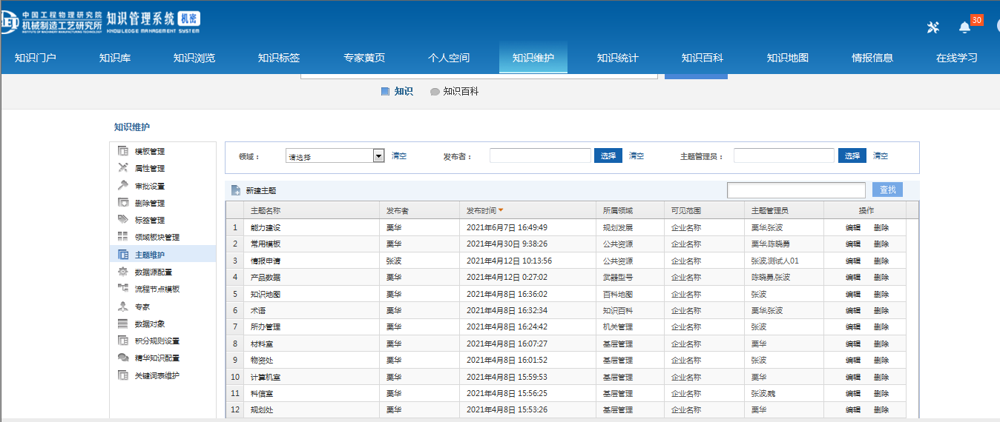 中国工程物理研究院
机械制造工艺研究所
INSTITUTE OF MACHINERY MANUFACTURING TECHNOLOGY
知识管理系统 机密
KNOWLEDGE MANAGEMENT SYSTEM
30
知识门户 知识库 知识浏览 知识标签 专家黄页 个人空间 知识维护 知识统计 知识百科 知识地图 情报信息 在线学习
知识 知识百科
知识维护
模板管理
属性管理
审批设置
删除管理
标签管理
领域板块管理
主题维护
数据源配置
流程节点模板
专家
数据对象
积分规则设置
精华知识配置
关键词表维护
领域： 请选择 清空 发布者： 选择 清空 主题管理员： 选择 清空
新建主题 查找
主题名称 发布者 发布时间 所属领域 可见范围 主题管理员 操作
1 能力建设 栗华 2021年6月7日 16:49:49 规划发展 企业名称 栗华,张波 编辑 删除
2 常用模板 栗华 2021年4月30日 9:38:26 公共资源 企业名称 栗华,陈晓勇 编辑 删除
3 情报申请 张波 2021年4月12日 10:13:56 公共资源 企业名称 张波,测试人01 编辑 删除
4 产品数据 栗华 2021年4月12日 0:27:02 武器型号 企业名称 陈晓勇,张波 编辑 删除
5 知识地图 栗华 2021年4月8日 16:36:02 百科地图 企业名称 张波 编辑 删除
6 术语 栗华 2021年4月8日 16:32:34 知识百科 企业名称 栗华,张波 编辑 删除
7 所办管理 栗华 2021年4月8日 16:24:42 机关管理 企业名称 张波 编辑 删除
8 材料室 栗华 2021年4月8日 16:07:27 基层管理 企业名称 栗华 编辑 删除
9 物资处 栗华 2021年4月8日 16:01:52 基层管理 企业名称 张波 编辑 删除
10 计算机室 栗华 2021年4月8日 15:59:53 基层管理 企业名称 栗华 编辑 删除
11 科信室 栗华 2021年4月8日 15:56:25 基层管理 企业名称 张波,魏 编辑 删除
12 规划处 栗华 2021年4月8日 15:53:26 基层管理 企业名称 栗华 编辑 删除